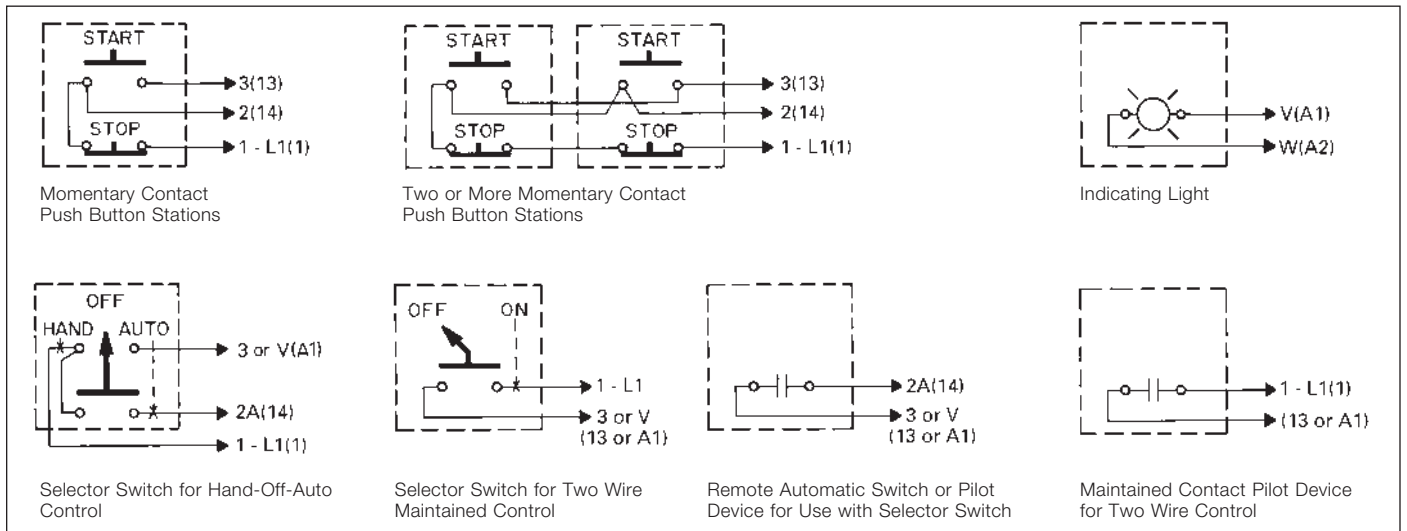 START
3(13)
2(14)
STOP
1 - L1(1)
Momentary Contact
Push Button Stations
START START
3(13)
2(14)
STOP STOP
1 - L1(1)
Two or More Momentary Contact
Push Button Stations
V(A1)
W(A2)
Indicating Light
OFF
HAND AUTO
3 or V(A1)
2A(14)
1 - L1(1)
Selector Switch for Hand-Off-Auto
Control
OFF ON
1 - L1
3 or V
(13 or A1)
Selector Switch for Two Wire
Maintained Control
2A(14)
3 or V
(13 or A1)
Remote Automatic Switch or Pilot
Device for Use with Selector Switch
1 - L1(1)
(13 or A1)
Maintained Contact Pilot Device
for Two Wire Control